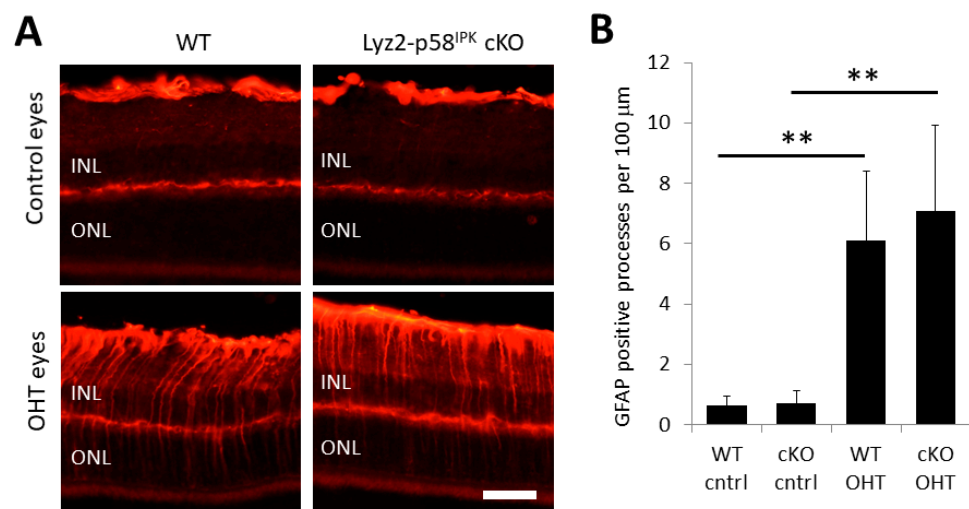 A
WT
Lyz2-p58IPK cKO
Control eyes
INL
ONL
INL
ONL
OHT eyes
INL
ONL
INL
ONL
B
GFAP positive processes per 100 µm
12
10
8
6
4
2
0
**
**
WT
cntrl
cKO
cntrl
WT
OHT
cKO
OHT